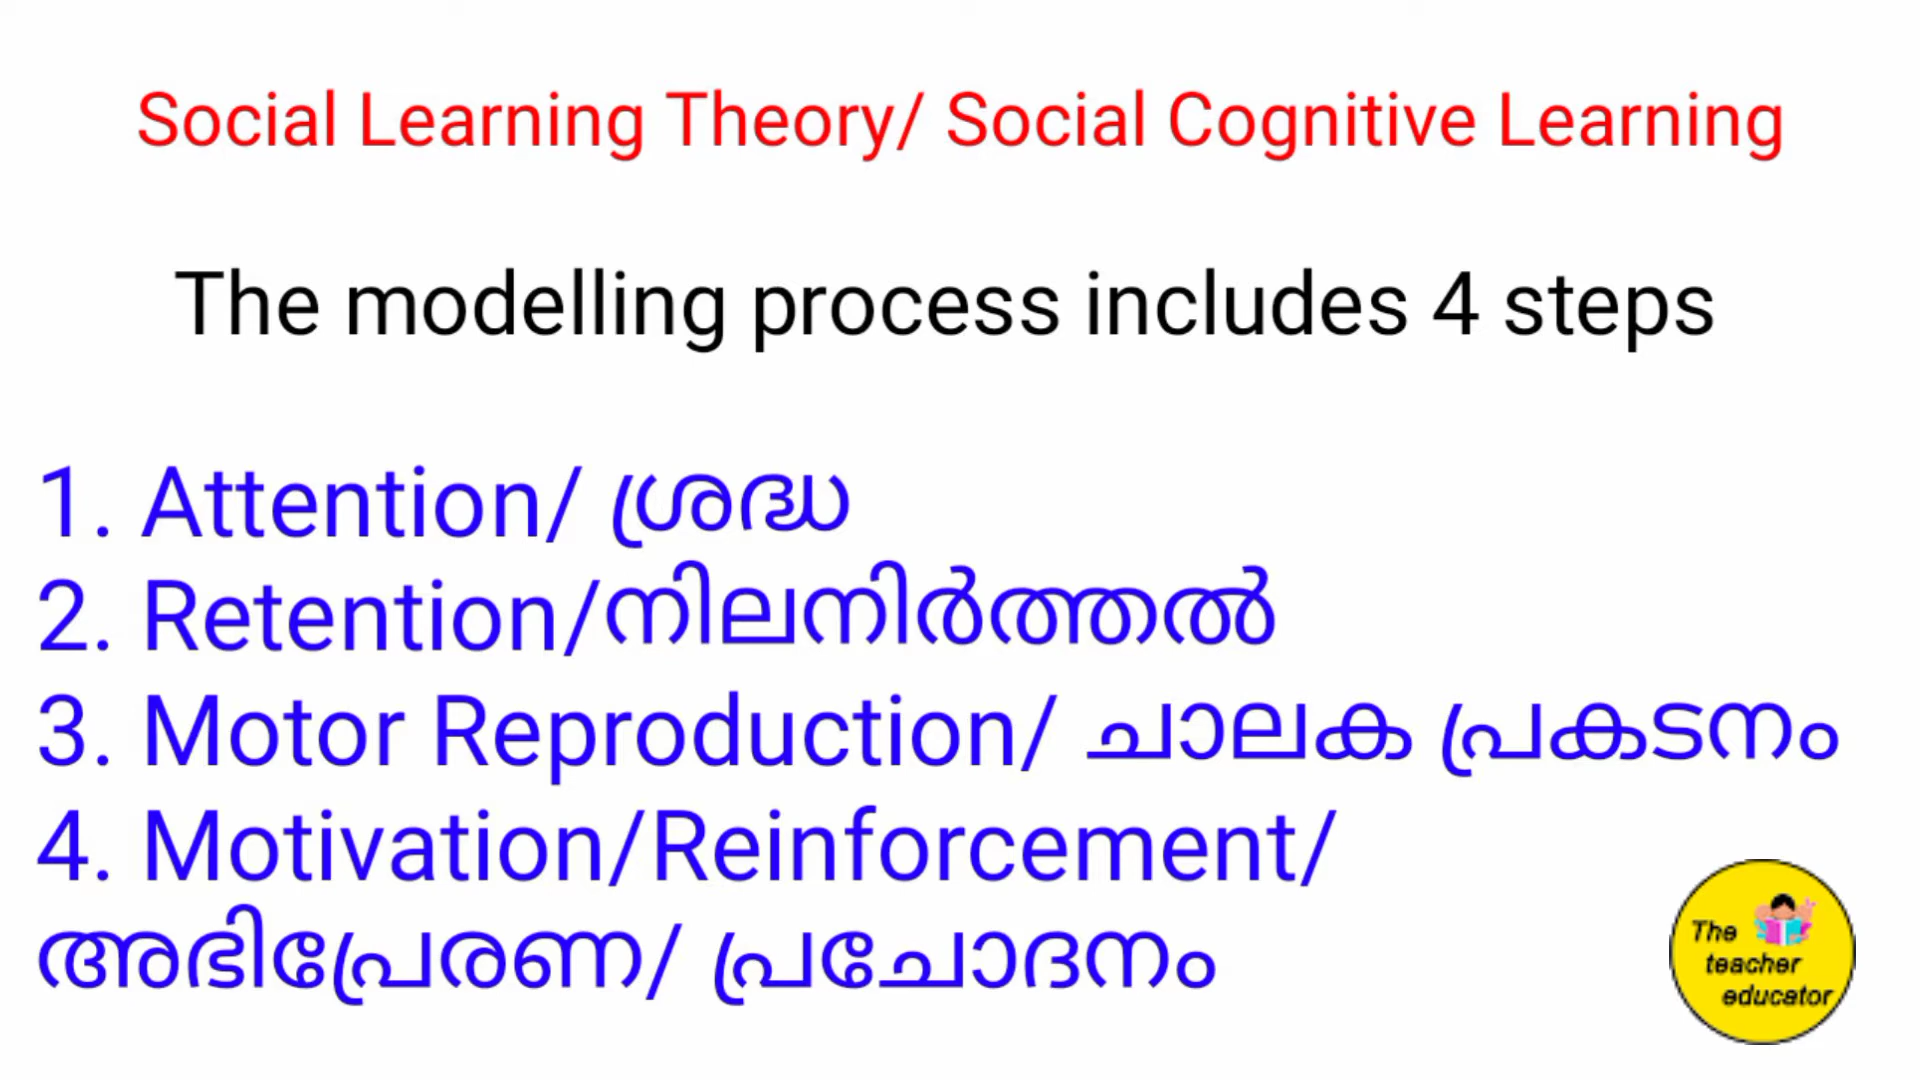 Social Learning Theory/ Social Cognitive Learning
The modelling process includes 4 steps
1. Attention/ ശ്രദ്ധ
2. Retention/നിലനിർത്തൽ
3. Motor Reproduction/ ചാലക പ്രകടനം
4. Motivation/Reinforcement/
അഭിപ്രേരണ/ പ്രചോദനം
The
teacher
educator